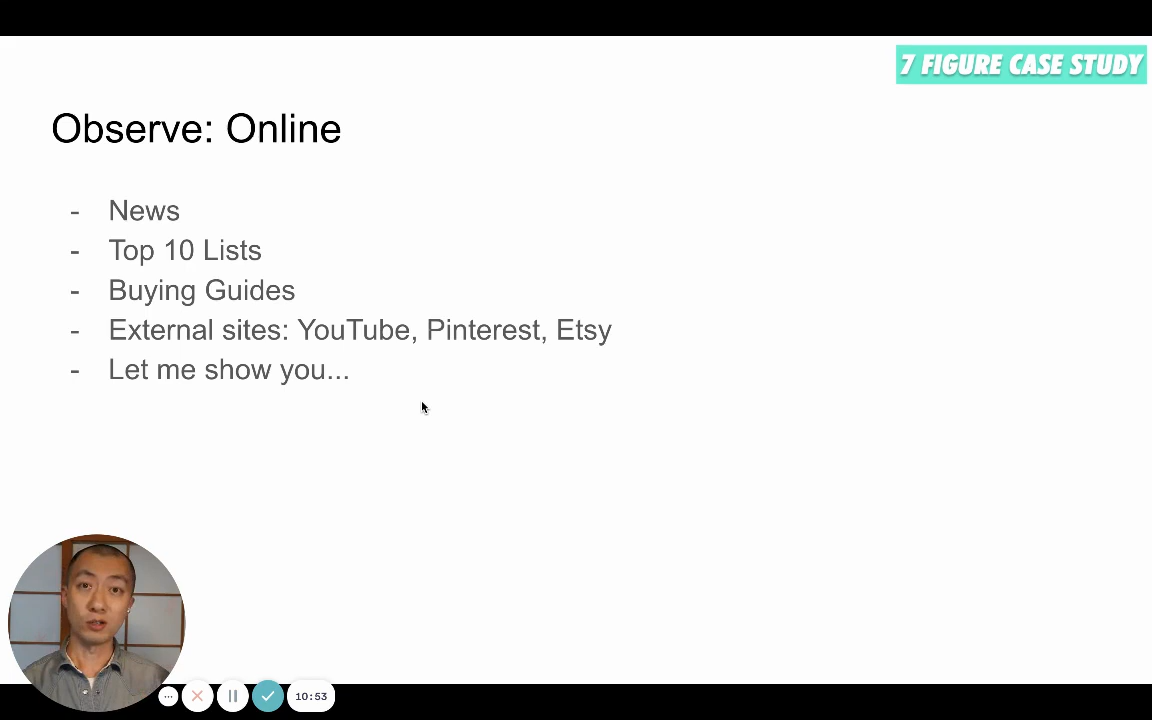 7 FIGURE CASE STUDY
Observe: Online
- News
- Top 10 Lists
- Buying Guides
- External sites: YouTube, Pinterest, Etsy
- Let me show you...
10:53